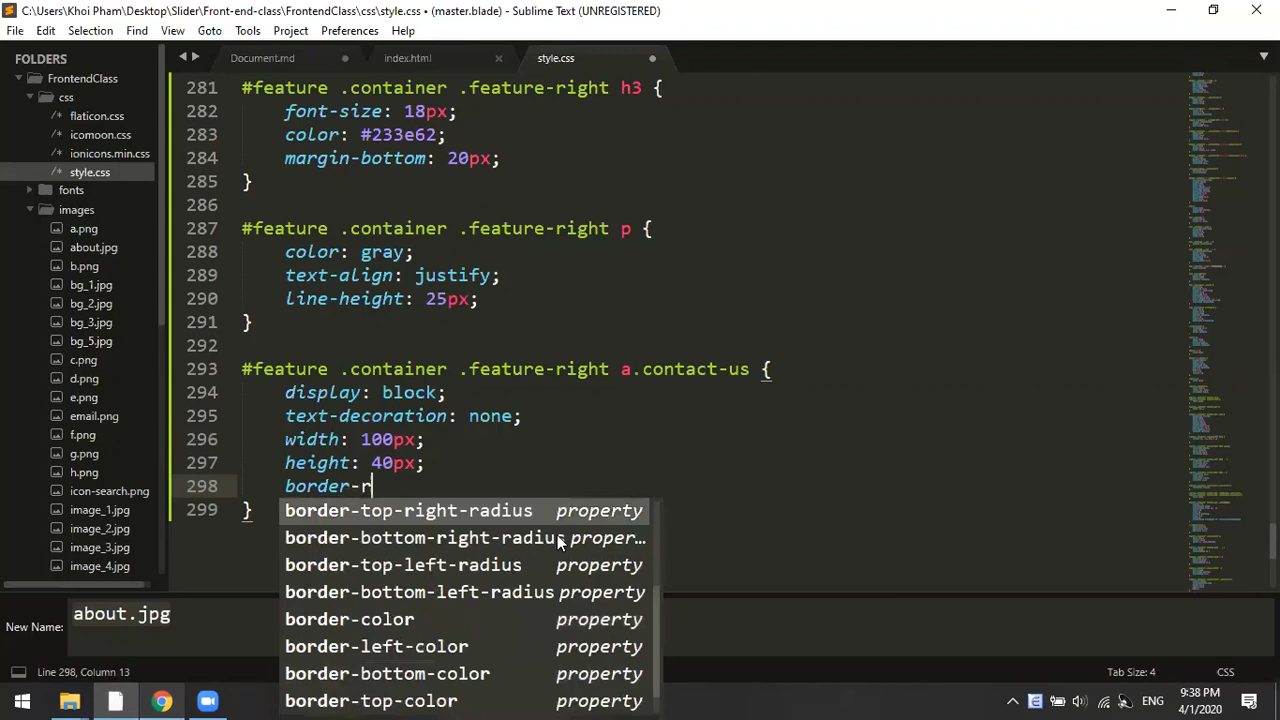 C:\Users\Khoi Pham\Desktop\Slider\Front-end-class\FrontendClass\css\style.css • (master.blade) - Sublime Text (UNREGISTERED)
File Edit Selection Find View Goto Tools Project Preferences Help
FOLDERS
FrontendClass
css
/* flaticon.css
/* icomoon.css
/* ionicons.min.css
/* style.css
fonts
images
a.png
about.jpg
b.png
bg_1.jpg
bg_2.jpg
bg_3.jpg
bg_5.jpg
c.png
d.png
e.png
email.png
f.png
g.png
h.png
icon-search.png
image_1.jpg
image_2.jpg
image_3.jpg
image_4.jpg
Document.md index.html style.css
281 #feature .container .feature-right h3 {
282 font-size: 18px;
283 color: #233e62;
284 margin-bottom: 20px;
285 }
286
287 #feature .container .feature-right p {
288 color: gray;
289 text-align: justify;
290 line-height: 25px;
291 }
292
293 #feature .container .feature-right a.contact-us {
294 display: block;
295 text-decoration: none;
296 width: 100px;
297 height: 40px;
298 border-r
299 }
border-top-right-radius property
border-bottom-right-radius proper…
border-top-left-radius property
border-bottom-left-radius property
border-color property
border-left-color property
border-bottom-color property
border-top-color property
New Name: about.jpg
Line 298, Column 13 Tab Size: 4 CSS
ENG
9:38 PM
4/1/2020